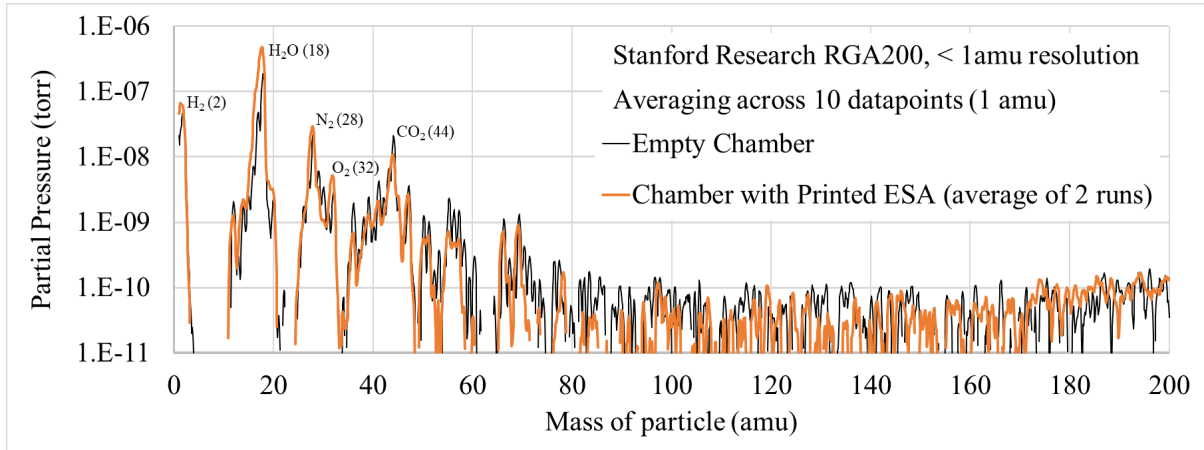 1.E-06
1.E-07
1.E-08
1.E-09
1.E-10
1.E-11
Partial Pressure (torr)
H₂ (2)
H₂O (18)
N₂ (28)
O₂ (32)
CO₂ (44)
Stanford Research RGA200, < 1amu resolution
Averaging across 10 datapoints (1 amu)
Empty Chamber
Chamber with Printed ESA (average of 2 runs)
0 20 40 60 80 100 120 140 160 180 200
Mass of particle (amu)